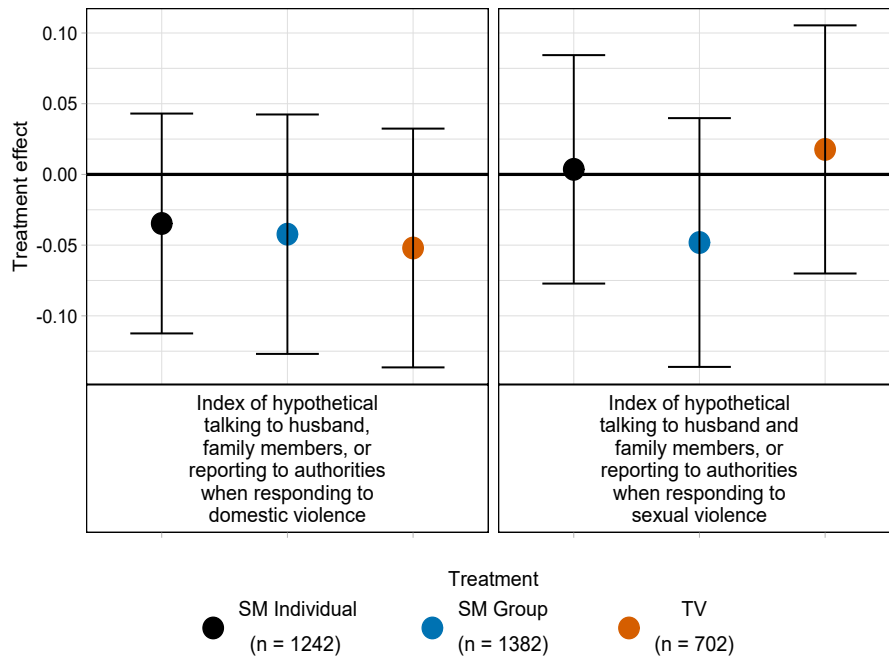 Treatment effect
0.10
0.05
0.00
-0.05
-0.10
Index of hypothetical
talking to husband,
family members, or
reporting to authorities
when responding to
domestic violence
Index of hypothetical
talking to husband and
family members, or
reporting to authorities
when responding to
sexual violence
Treatment
SM Individual
(n = 1242)
SM Group
(n = 1382)
TV
(n = 702)